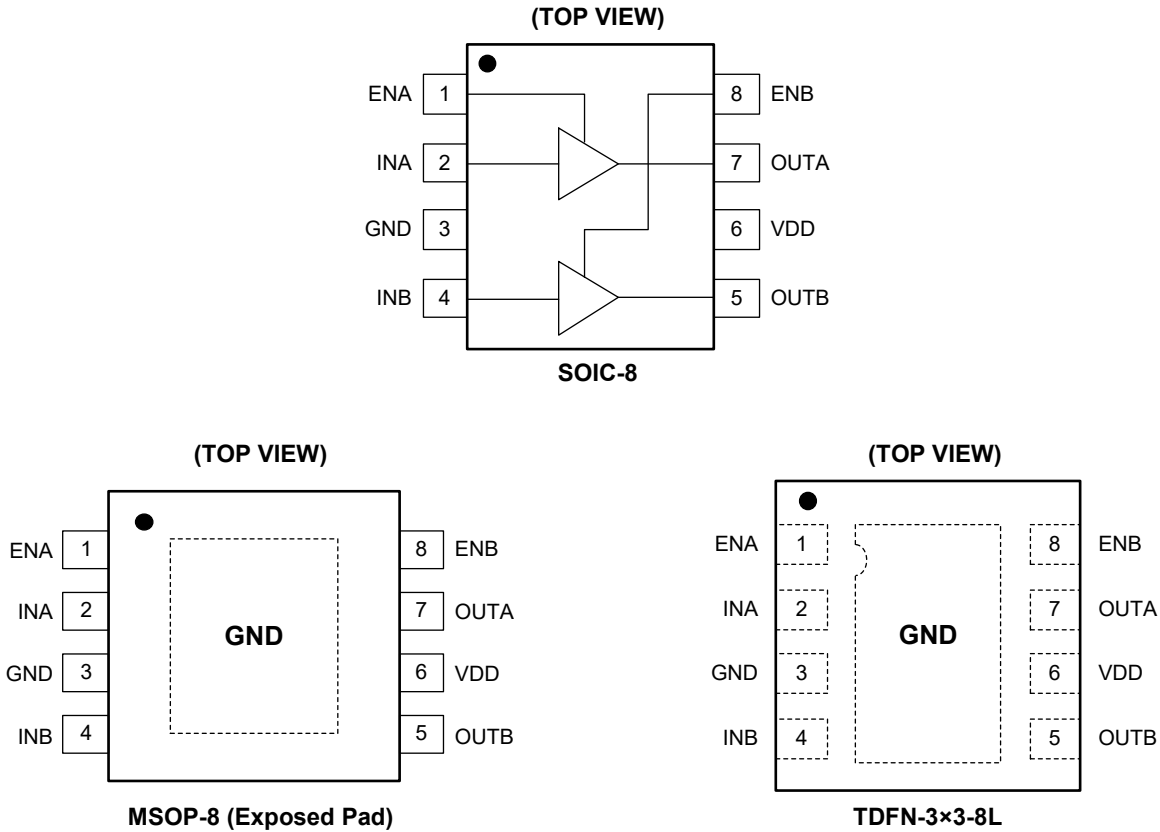 (TOP VIEW)
ENA 1 8 ENB
INA 2 7 OUTA
GND 3 6 VDD
INB 4 5 OUTB
SOIC-8
(TOP VIEW)
ENA 1 8 ENB
INA 2 7 OUTA
GND
GND 3 6 VDD
INB 4 5 OUTB
MSOP-8 (Exposed Pad)
(TOP VIEW)
ENA 1 8 ENB
INA 2 7 OUTA
GND
GND 3 6 VDD
INB 4 5 OUTB
TDFN-3×3-8L